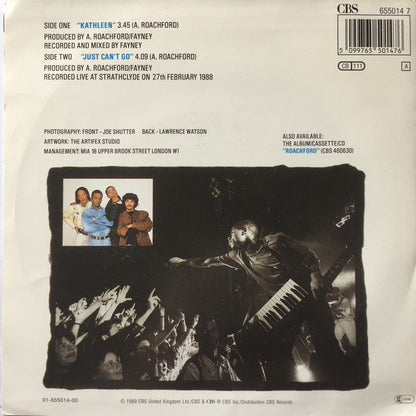 SIDE ONE "KATHLEEN" 3.45 (A. ROACHFORD)
PRODUCED BY A. ROACHFORD/FAYNEY
RECORDED AND MIXED BY FAYNEY
SIDE TWO "JUST CAN'T GO" 4.09 (A. ROACHFORD)
PRODUCED BY A. ROACHFORD/FAYNEY
RECORDED LIVE AT STRATHCLYDE ON 27th FEBRUARY 1988
CBS
655014 7
5 099765 501476
CB 111
A
PHOTOGRAPHY: FRONT–JOE SHUTTER BACK–LAWRENCE WATSON
ARTWORK: THE ARTIFEX STUDIO
MANAGEMENT: MIA 18 UPPER BROOK STREET LONDON W1
ALSO AVAILABLE:
THE ALBUM/CASSETTE/CD
"ROACHFORD" (CBS 460630)
01-655014-00
© 1989 CBS United Kingdom Ltd./CBS & CBS ® CBS Inc./Distribution CBS Records